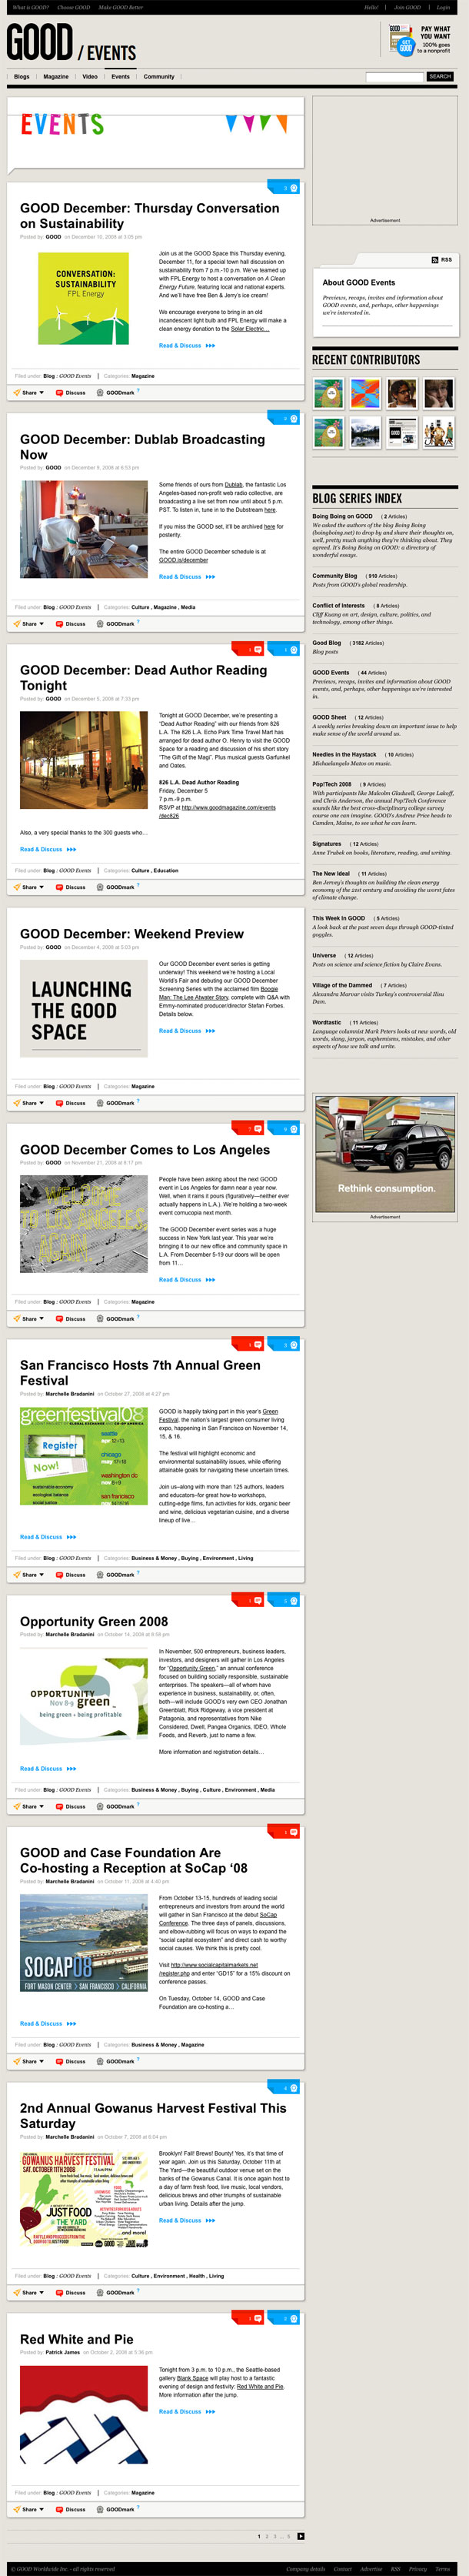 What is GOOD? Choose GOOD Make GOOD Better
Hello! Join GOOD Login
GOOD / EVENTS
GET GOOD
PAY WHAT
YOU WANT
100% goes
to a nonprofit
Blogs Magazine Video Events Community
SEARCH
EVENTS
3
GOOD December: Thursday Conversation
on Sustainability
Posted by: GOOD on December 10, 2008 at 3:05 pm
CONVERSATION:
SUSTAINABILITY
FPL Energy
Join us at the GOOD Space this Thursday evening,
December 11, for a special town hall discussion on
sustainability from 7 p.m.-10 p.m. We've teamed up
with FPL Energy to host a conversation on A Clean
Energy Future, featuring local and national experts.
And we'll have free Ben & Jerry's ice cream!
We encourage everyone to bring in an old
incandescent light bulb and FPL Energy will make a
clean energy donation to the Solar Electric…
Read & Discuss
Filed under: Blog : GOOD Events Categories: Magazine
Share Discuss GOODmark ?
GOOD December: Dublab Broadcasting
Now
Posted by: GOOD on December 9, 2008 at 6:53 pm
Some friends of ours from Dublab, the fantastic Los
Angeles-based non-profit web radio collective, are
broadcasting a live set from now until about 5 p.m.
PST. To listen in, tune in to the Dubstream here.
If you miss the GOOD set, it'll be archived here for
posterity.
The entire GOOD December schedule is at
GOOD.is/december
Read & Discuss
Filed under: Blog : GOOD Events Categories: Culture , Magazine , Media
Share Discuss GOODmark ?
GOOD December: Dead Author Reading
Tonight
Posted by: GOOD on December 5, 2008 at 7:33 pm
Tonight at GOOD December, we're presenting a
"Dead Author Reading" with our friends from 826
L.A. The 826 L.A. Echo Park Time Travel Mart has
arranged for dead author O. Henry to visit the GOOD
Space for a reading and discussion of his short story
"The Gift of the Magi". Plus musical guests Garfunkel
and Oates.
826 L.A. Dead Author Reading
Friday, December 5
7 p.m.-9 p.m.
RSVP at http://www.goodmagazine.com/events
/dec826
Also, a very special thanks to the 300 guests who…
Read & Discuss
Filed under: Blog : GOOD Events Categories: Culture , Education
Share Discuss GOODmark ?
GOOD December: Weekend Preview
Posted by: GOOD on December 4, 2008 at 5:03 pm
LAUNCHING
THE GOOD
SPACE
Our GOOD December event series is getting
underway! This weekend we're hosting a Local
World's Fair and debuting our GOOD December
Screening Series with the acclaimed film Boogie
Man: The Lee Atwater Story, complete with Q&A with
Emmy-nominated producer/director Stefan Forbes.
Details below.
Read & Discuss
Filed under: Blog : GOOD Events Categories: Magazine
Share Discuss GOODmark ?
7 9
GOOD December Comes to Los Angeles
Posted by: GOOD on November 21, 2008 at 8:17 pm
WELCOME
TO LOS ANGELES
AGAIN
People have been asking about the next GOOD
event in Los Angeles for damn near a year now.
Well, when it rains it pours (figuratively—neither ever
actually happens in L.A.). We're holding a two-week
event cornucopia next month.
The GOOD December event series was a huge
success in New York last year. This year we're
bringing it to our new office and community space in
L.A. From December 5-19 our doors will be open
from 11…
Read & Discuss
Filed under: Blog : GOOD Events Categories: Magazine
Share Discuss GOODmark ?
1 3
San Francisco Hosts 7th Annual Green
Festival
Posted by: Marchelle Bradanini on October 27, 2008 at 4:27 pm
greenfestival08
Register
Now!
seattle
chicago
washington dc
san francisco
sustainable economy
ecological balance
social justice
GOOD is happily taking part in this year's Green
Festival, the nation's largest green consumer living
expo, happening in San Francisco on November 14,
15, & 16.
The festival will highlight economic and
environmental sustainability issues, while offering
attainable goals for navigating these uncertain times.
Join us–along with more than 125 authors, leaders
and educators–for great how-to workshops,
cutting-edge films, fun activities for kids, organic beer
and wine, delicious vegetarian cuisine, and a diverse
lineup of live…
Read & Discuss
Filed under: Blog : GOOD Events Categories: Business & Money , Buying , Environment , Living
Share Discuss GOODmark ?
1 2
Opportunity Green 2008
Posted by: Marchelle Bradanini on October 14, 2008 at 6:59 pm
OPPORTUNITY
Nov 8-9 green
being green + being profitable
In November, 500 entrepreneurs, business leaders,
investors, and designers will gather in Los Angeles
for "Opportunity Green," an annual conference
focused on building socially responsible, sustainable
enterprises. The speakers—all of whom have
experience in business, sustainability, or, often,
both—will include GOOD's very own CEO Jonathan
Greenblatt, Rick Ridgeway, a vice president at
Patagonia, and representatives from Nike
Considered, Dwell, Pangea Organics, IDEO, Whole
Foods, and Reverb, just to name a few.
More information and registration details…
Read & Discuss
Filed under: Blog : GOOD Events Categories: Business & Money , Buying , Culture , Environment , Media
Share Discuss GOODmark ?
3
GOOD and Case Foundation Are
Co-hosting a Reception at SoCap '08
Posted by: Marchelle Bradanini on October 11, 2008 at 4:40 pm
SOCAP08
FORT MASON CENTER > SAN FRANCISCO > CALIFORNIA
From October 13-15, hundreds of leading social
entrepreneurs and investors from around the world
will gather in San Francisco at the debut SoCap
Conference. The three days of panels, discussions,
and elbow-rubbing will focus on ways to expand the
"social capital ecosystem" and direct cash to worthy
social causes. We think this is pretty cool.
Visit http://www.socialcapitalmarkets.net
/register.php and enter "GD15" for a 15% discount on
conference passes.
On Tuesday, October 14, GOOD and Case
Foundation are co-hosting a…
Read & Discuss
Filed under: Blog : GOOD Events Categories: Business & Money , Magazine
Share Discuss GOODmark ?
4
2nd Annual Gowanus Harvest Festival This
Saturday
Posted by: Marchelle Bradanini on October 7, 2008 at 6:04 pm
GOWANUS HARVEST FESTIVAL
SAT. OCTOBER 11TH 2008
JUST FOOD
THE YARD
...and more!
Brooklyn! Fall! Brews! Bounty! Yes, it's that time of
year again. Join us this Saturday, October 11th at
The Yard—the beautiful outdoor venue set on the
banks of the Gowanus Canal. It is once again host to
a day of farm fresh food, live music, local vendors,
delicious brews and other thrumps of sustainable
urban living. Details after the jump.
Read & Discuss
Filed under: Blog : GOOD Events Categories: Culture , Environment , Health , Living
Share Discuss GOODmark ?
Red White and Pie
Posted by: Patrick James on October 2, 2008 at 5:36 pm
Tonight from 3 p.m. to 10 p.m., the Seattle-based
gallery Blank Space will play host to a fantastic
evening of design and festivity: Red White and Pie.
More information after the jump.
Read & Discuss
Filed under: Blog : GOOD Events Categories: Magazine
Share Discuss GOODmark ?
1 2 3 ... 5
Advertisement
RSS
About GOOD Events
Previews, recaps, invites and information about
GOOD events, and, perhaps, other happenings
we're interested in.
RECENT CONTRIBUTORS
BLOG SERIES INDEX
Boing Boing on GOOD ( 2 Articles)
We asked the authors of the blog Boing Boing
(boingboing.net) to drop by and share their thoughts on,
well, pretty much anything they're thinking about. They
agreed. It's Boing Boing on GOOD: a directory of
wonderful essays.
Community Blog ( 910 Articles)
Posts from GOOD's global readership.
Conflict of Interests ( 8 Articles)
Cliff Kuang on art, design, culture, politics, and
technology, among other things.
Good Blog ( 3182 Articles)
Blog posts
GOOD Events ( 44 Articles)
Previews, recaps, invites and information about GOOD
events, and, perhaps, other happenings we're interested
in.
GOOD Sheet ( 12 Articles)
A weekly series breaking down an important issue to help
make sense of the world around us.
Needles in the Haystack ( 10 Articles)
Michaelangelo Matos on music.
Pop!Tech 2008 ( 9 Articles)
With participants like Malcolm Gladwell, George Lakoff,
and Chris Anderson, the annual Pop!Tech Conference
sounds like the best cross-disciplinary college survey
course one can imagine. GOOD's Andrew Price heads to
Camden, Maine, to see what he can learn.
Signatures ( 12 Articles)
Anne Trubek on books, literature, reading, and writing.
The New Ideal ( 11 Articles)
Ben Jervey's thoughts on building the clean energy
economy of the 21st century and avoiding the worst fates
of climate change.
This Week In GOOD ( 5 Articles)
A look back at the past seven days through GOOD-tinted
goggles.
Universe ( 12 Articles)
Posts on science and science fiction by Claire Evans.
Village of the Damned ( 7 Articles)
Alexandra Marvar visits Turkey's controversial Ilisu
Dam.
Wordtastic ( 11 Articles)
Language columnist Mark Peters looks at new words, old
words, slang, jargon, euphemisms, mistakes, and other
aspects of how we talk and write.
Rethink consumption.
Advertisement
© GOOD Worldwide Inc. - all rights reserved
Company details Contact Advertise RSS Privacy Terms